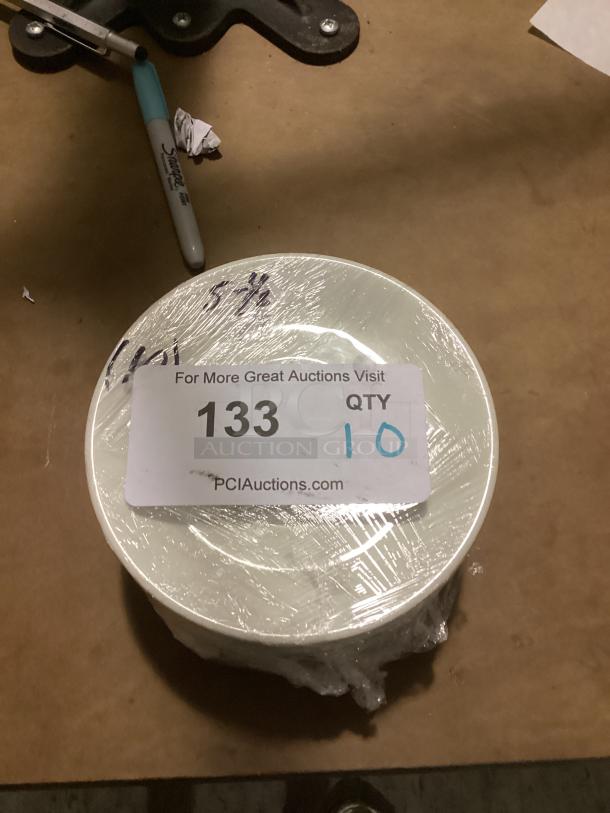 Sharpie
5-1/2
(10)
For More Great Auctions Visit
133
QTY
10
PCI
AUCTION GROUP
PCIAuctions.com